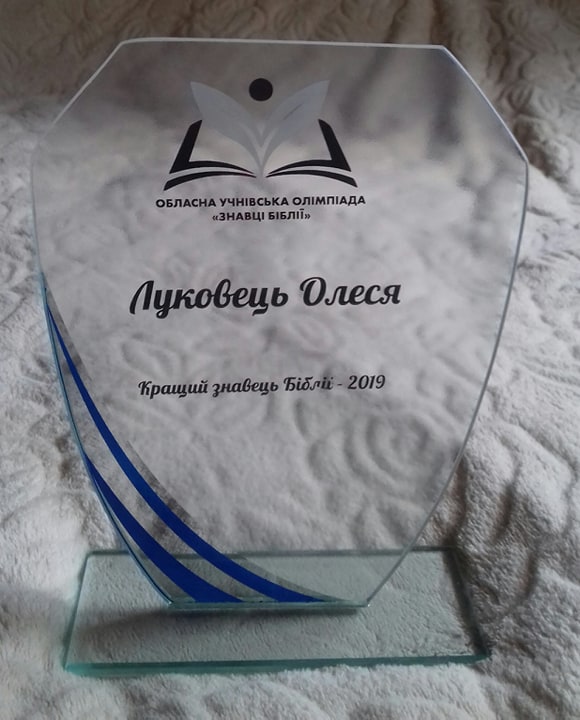 ОБЛАСНА УЧНІВСЬКА ОЛІМПІАДА
«ЗНАВЦІ БІБЛІЇ»
Луковець Олеся
Кращий знавець Біблії - 2019